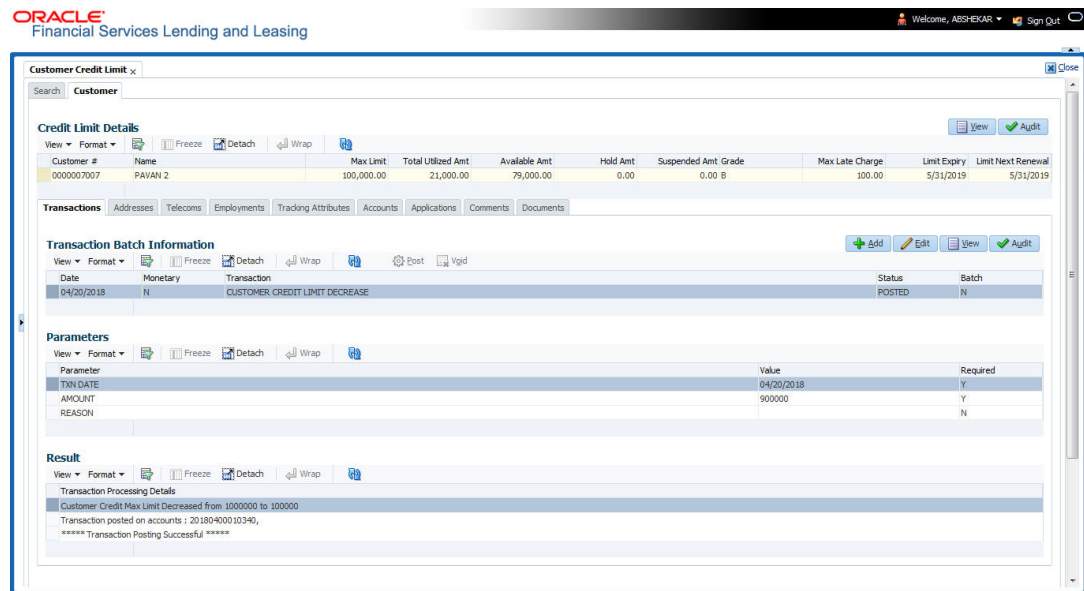 ORACLE
Financial Services Lending and Leasing
Welcome, ABSHEKAR Sign Out
Customer Credit Limit x
Close
Search Customer
Credit Limit Details
View Audit
View Format Freeze Detach Wrap
Customer # Name Max Limit Total Utilized Amt Available Amt Hold Amt Suspended Amt Grade Max Late Charge Limit Expiry Limit Next Renewal
0000007007 PAVAN 2 100,000.00 21,000.00 79,000.00 0.00 0.00 B 100.00 5/31/2019 5/31/2019
Transactions Addresses Telecoms Employments Tracking Attributes Accounts Applications Comments Documents
Transaction Batch Information
Add Edit View Audit
View Format Freeze Detach Wrap Post Void
Date Monetary Transaction Status Batch
04/20/2018 N CUSTOMER CREDIT LIMIT DECREASE POSTED N
Parameters
View Format Freeze Detach Wrap
Parameter Value Required
TXN DATE 04/20/2018 Y
AMOUNT 900000 Y
REASON N
Result
View Format Freeze Detach Wrap
Transaction Processing Details
Customer Credit Max Limit Decreased from 1000000 to 100000
Transaction posted on accounts : 20180400010340,
***** Transaction Posting Successful *****